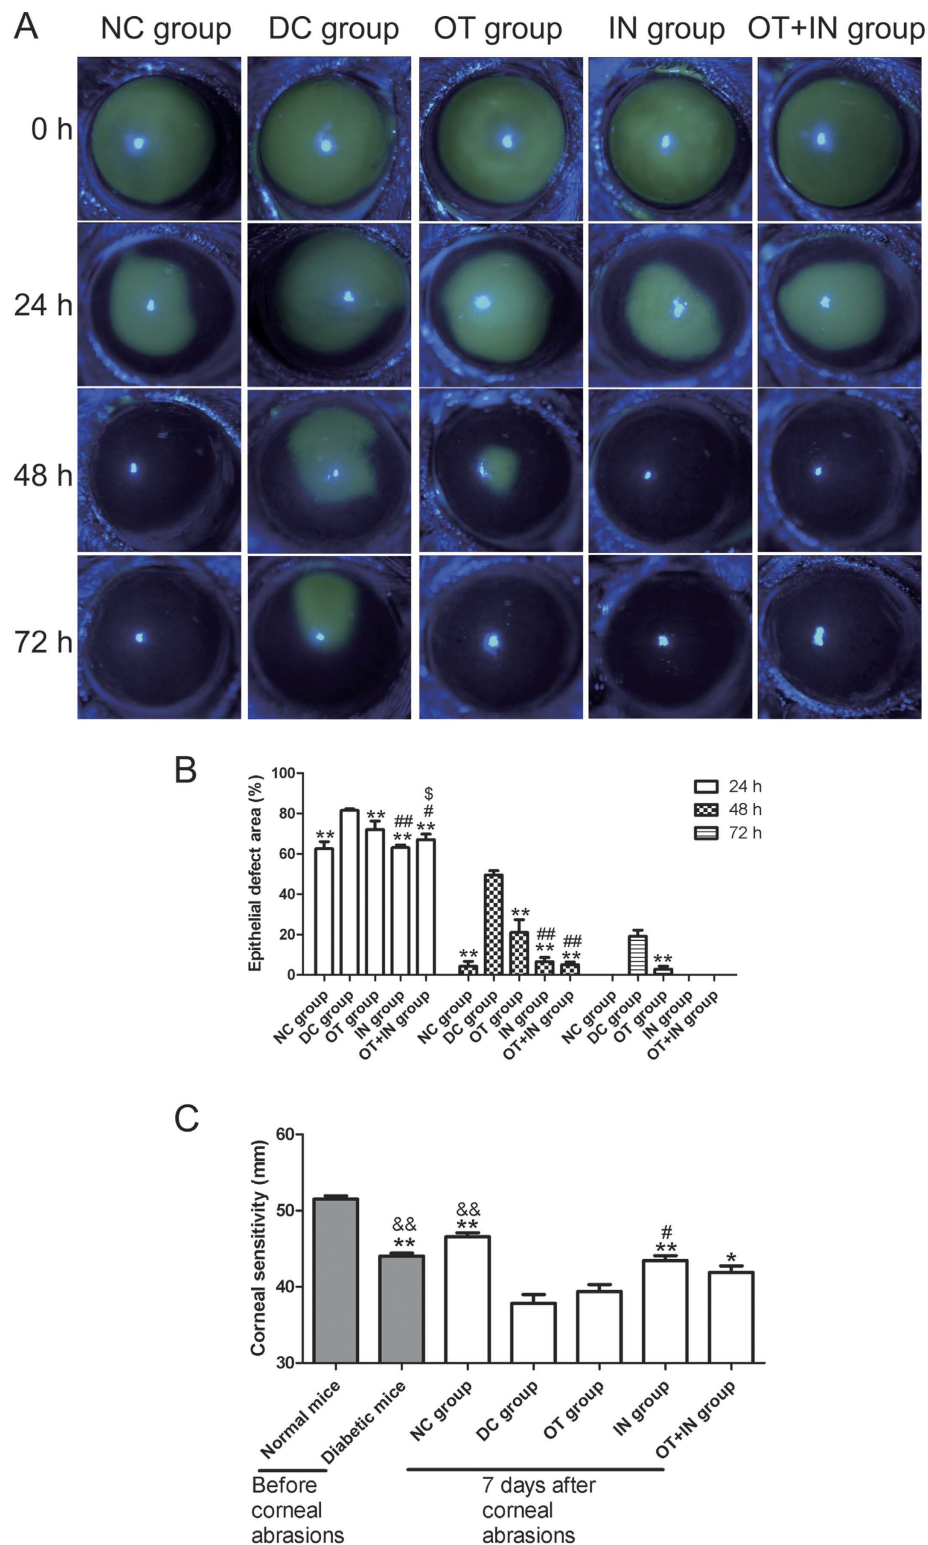 A
NC group DC group OT group IN group OT+IN group
0 h
24 h
48 h
72 h
B
Epithelial defect area (%)
100
80
60
40
20
0
** ** ## ** $ # **
** ** ## ** ## **
**
24 h
48 h
72 h
NC group DC group OT group IN group OT+IN group NC group DC group OT group IN group OT+IN group NC group DC group OT group IN group OT+IN group
C
Corneal sensitivity (mm)
60
50
40
30
&& ** && ** # ** *
Normal mice Diabetic mice NC group DC group OT group IN group OT+IN group
Before
corneal
abrasions
7 days after
corneal
abrasions